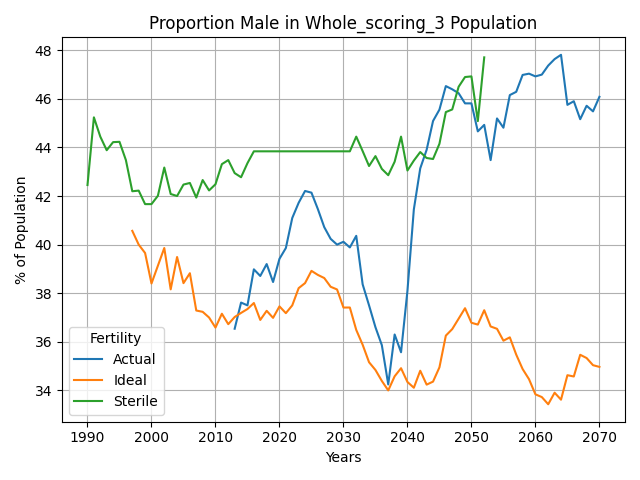 Proportion Male in Whole_scoring_3 Population
% of Population
48
46
44
42
40
38
36
34
Fertility
Actual
Ideal
Sterile
1990 2000 2010 2020 2030 2040 2050 2060 2070
Years